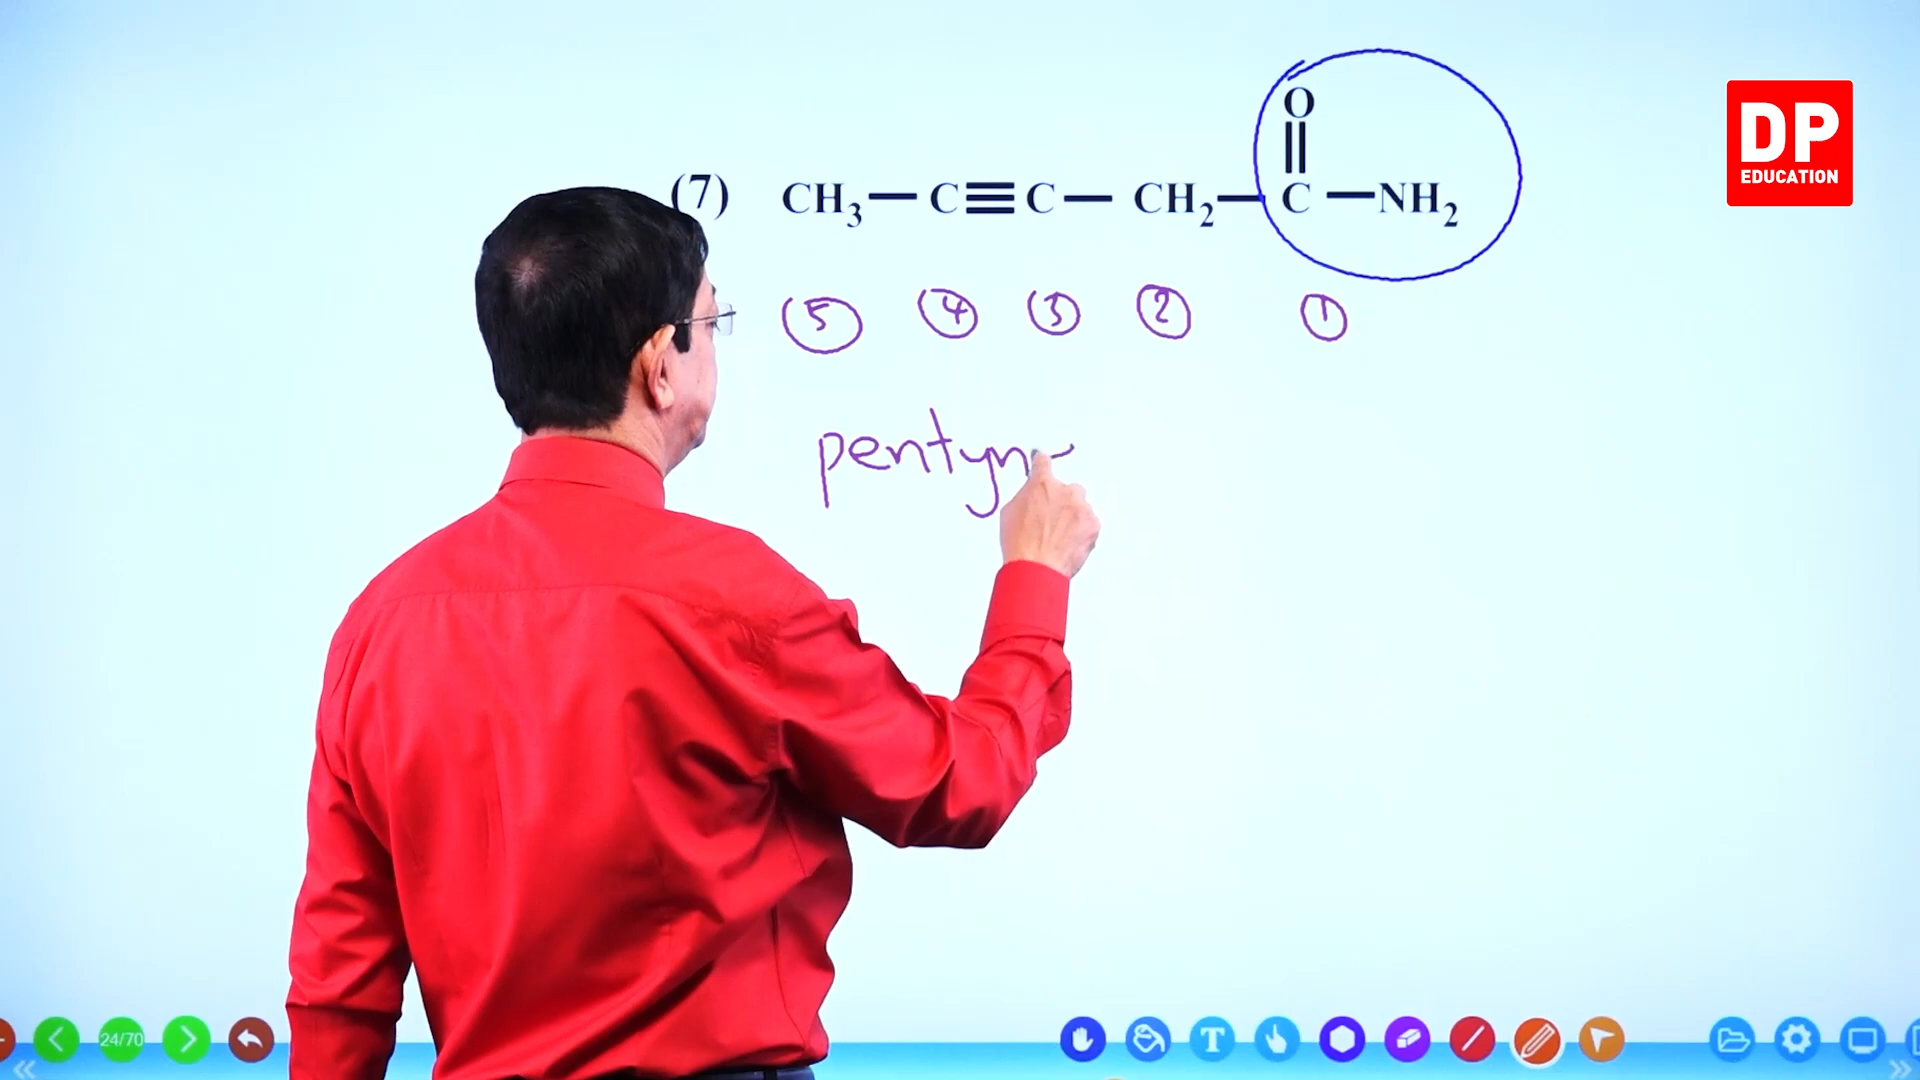 DP
EDUCATION
O
(7) CH₃ — C ≡ C — CH₂ — C — NH₂
5 4 3 2 1
pentyn
24/70
T